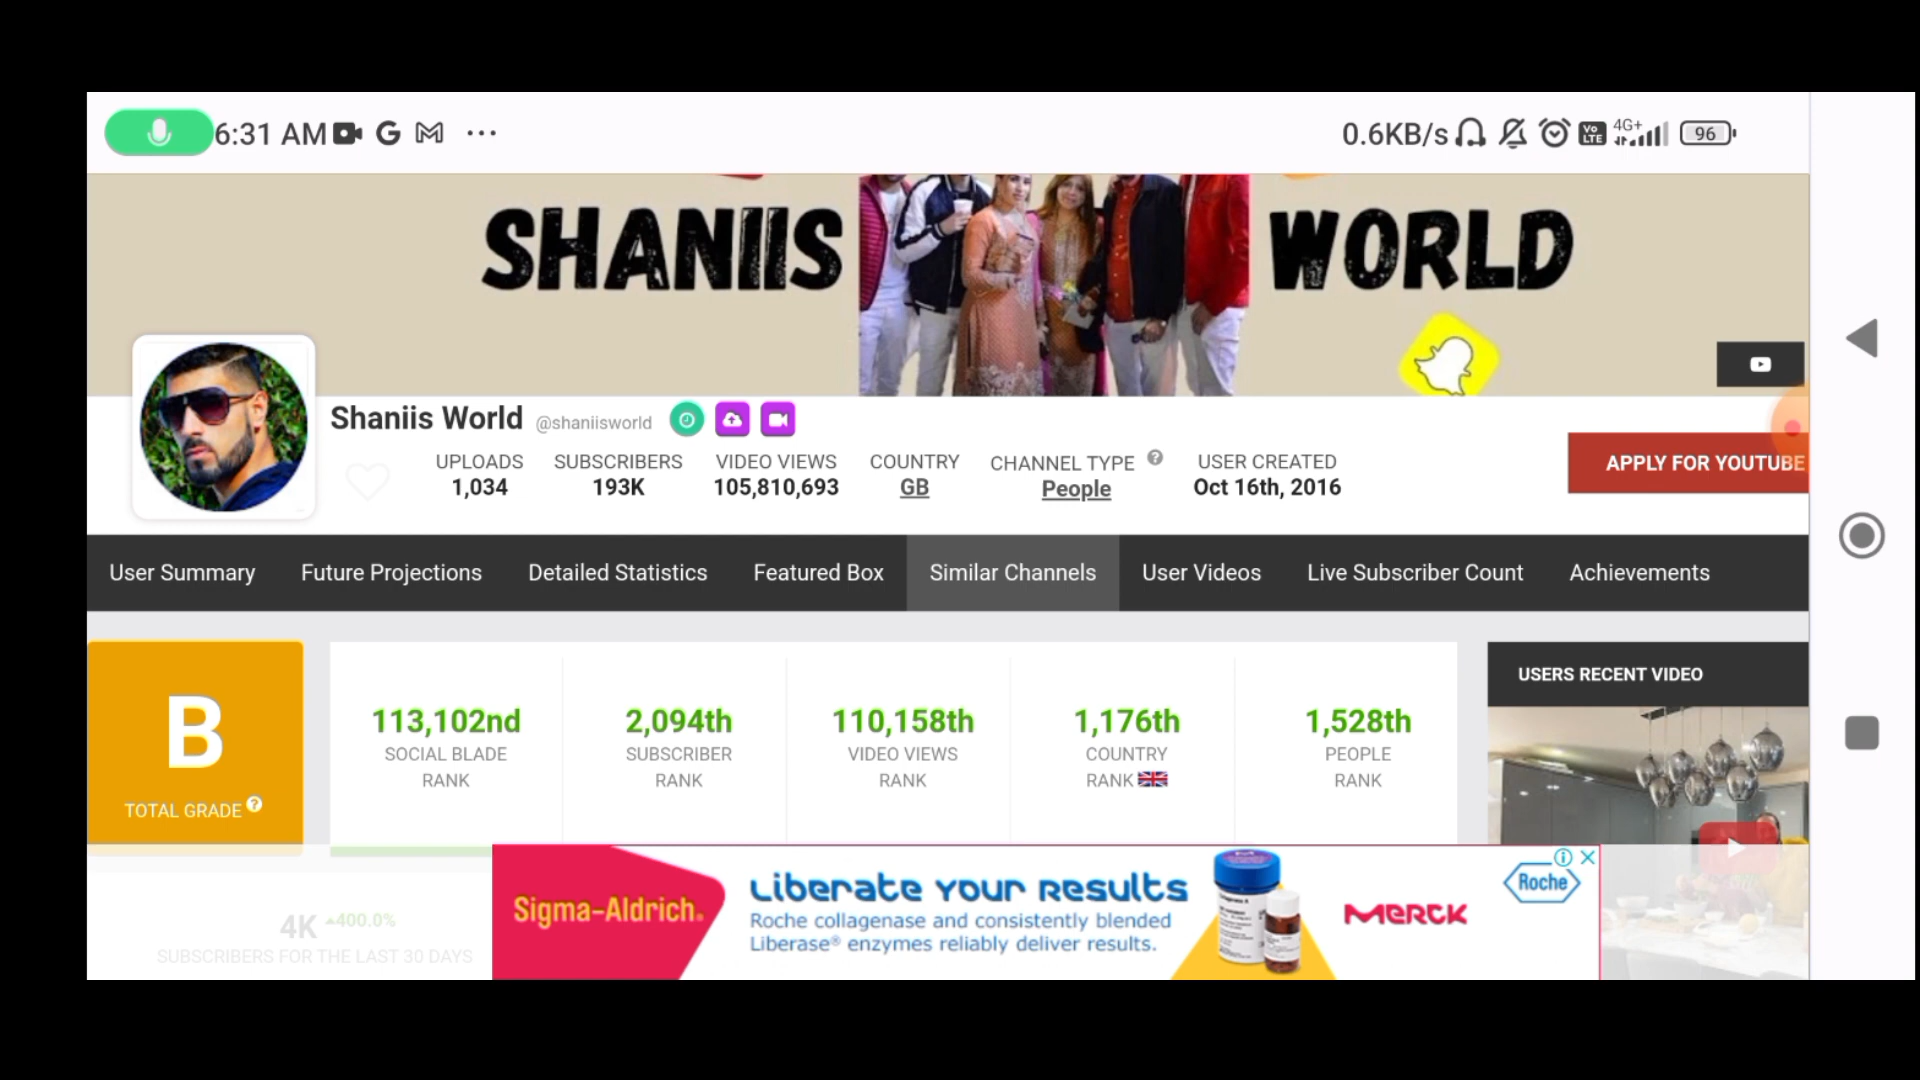 6:31 AM
0.6KB/s Vo LTE 4G+ 96
SHANIIS WORLD
Shaniis World @shaniisworld
UPLOADS SUBSCRIBERS VIDEO VIEWS COUNTRY CHANNEL TYPE ? USER CREATED
1,034 193K 105,810,693 GB People Oct 16th, 2016
APPLY FOR YOUTUBE
User Summary Future Projections Detailed Statistics Featured Box Similar Channels User Videos Live Subscriber Count Achievements
B
TOTAL GRADE ?
113,102nd
SOCIAL BLADE
RANK
2,094th
SUBSCRIBER
RANK
110,158th
VIDEO VIEWS
RANK
1,176th
COUNTRY
RANK
1,528th
PEOPLE
RANK
USERS RECENT VIDEO
4K 400.0%
SUBSCRIBERS FOR THE LAST 30 DAYS
Sigma-Aldrich.
Liberate your Results
Roche collagenase and consistently blended
Liberase® enzymes reliably deliver results.
MERCK
Roche